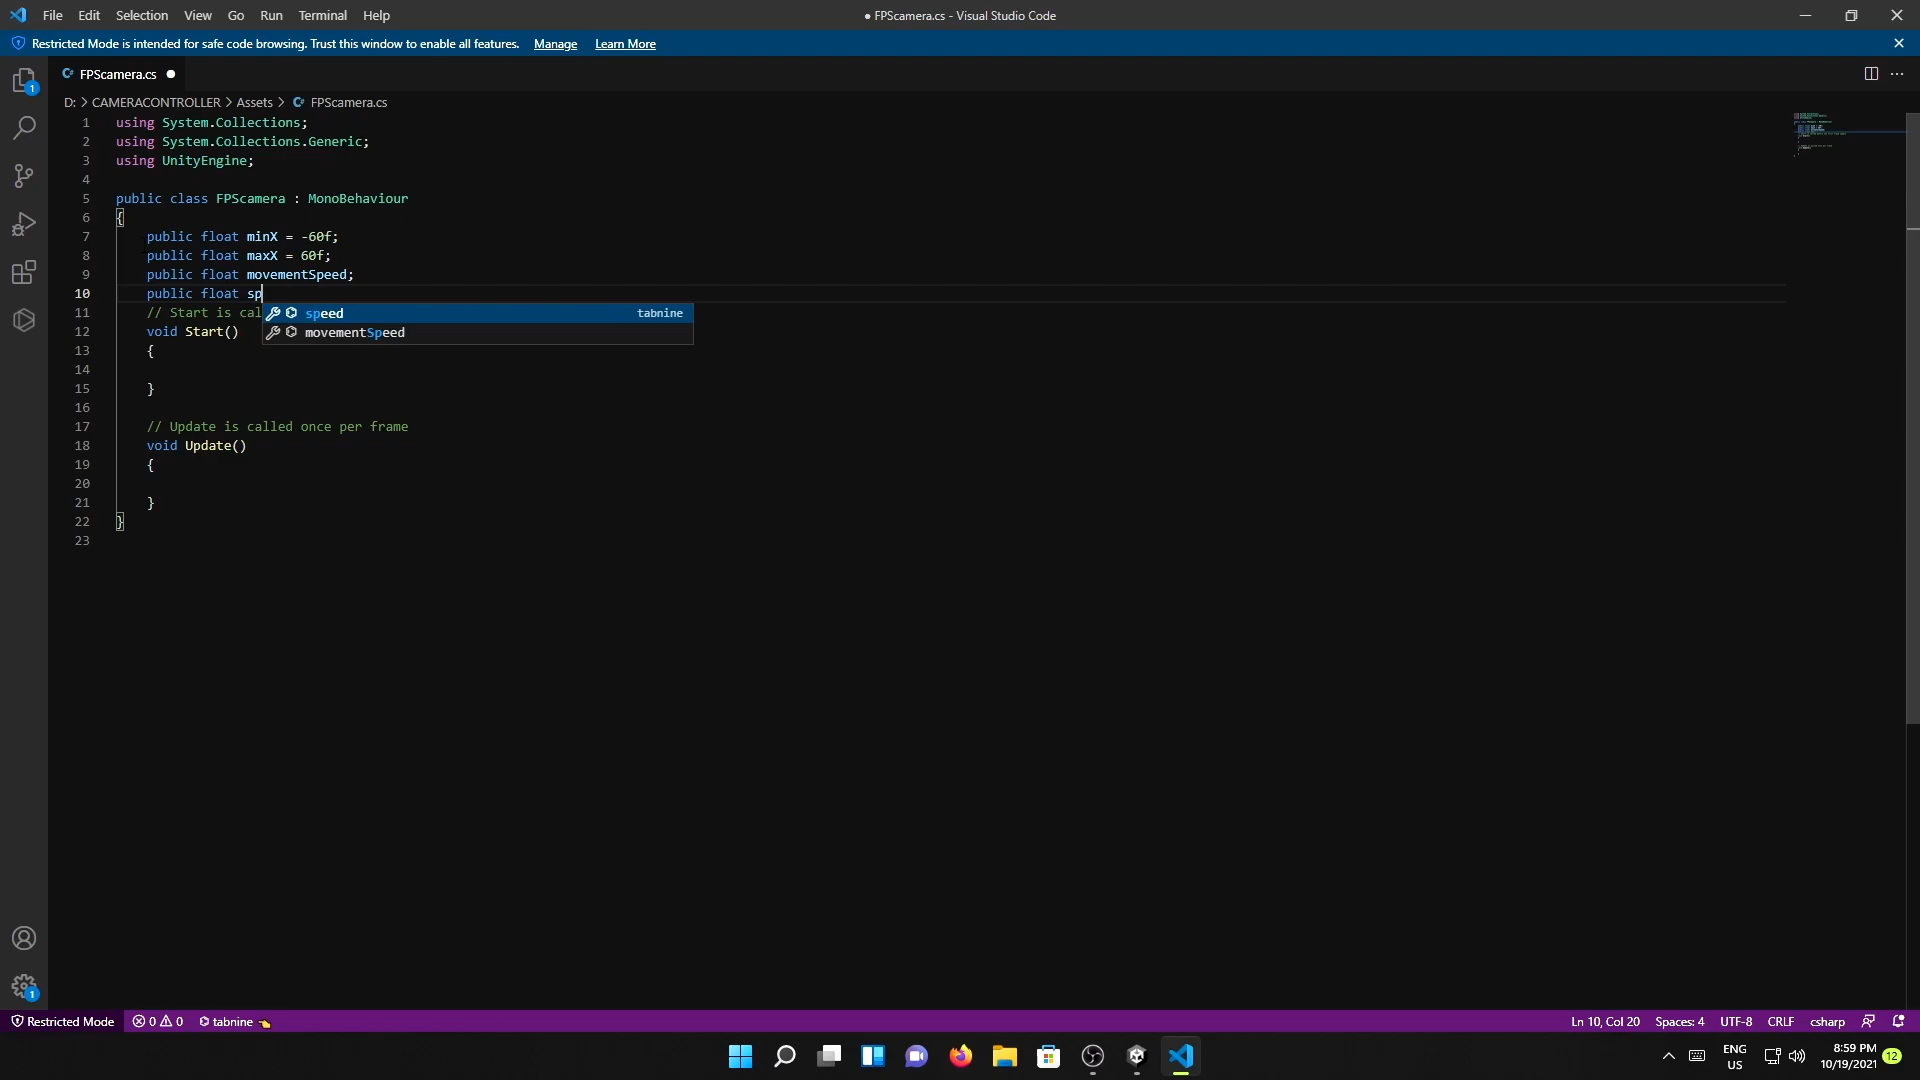 File Edit Selection View Go Run Terminal Help
● FPScamera.cs - Visual Studio Code
Restricted Mode is intended for safe code browsing. Trust this window to enable all features. Manage Learn More
FPScamera.cs
D: > CAMERACONTROLLER > Assets > FPScamera.cs
1 using System.Collections;
2 using System.Collections.Generic;
3 using UnityEngine;
4
5 public class FPScamera : MonoBehaviour
6 {
7 public float minX = -60f;
8 public float maxX = 60f;
9 public float movementSpeed;
10 public float sp
11 // Start is cal
speed tabnine
12 void Start()
movementSpeed
13 {
14
15 }
16
17 // Update is called once per frame
18 void Update()
19 {
20
21 }
22 }
23
1
1
Restricted Mode 0 0 tabnine
Ln 10, Col 20 Spaces: 4 UTF-8 CRLF csharp
ENG
US
8:59 PM
10/19/2021
12